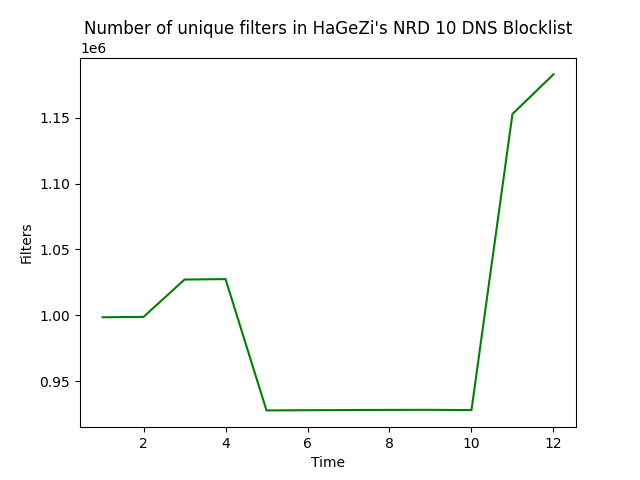 Number of unique filters in HaGeZi's NRD 10 DNS Blocklist
1e6
1.15
1.10
1.05
1.00
0.95
Filters
2 4 6 8 10 12
Time